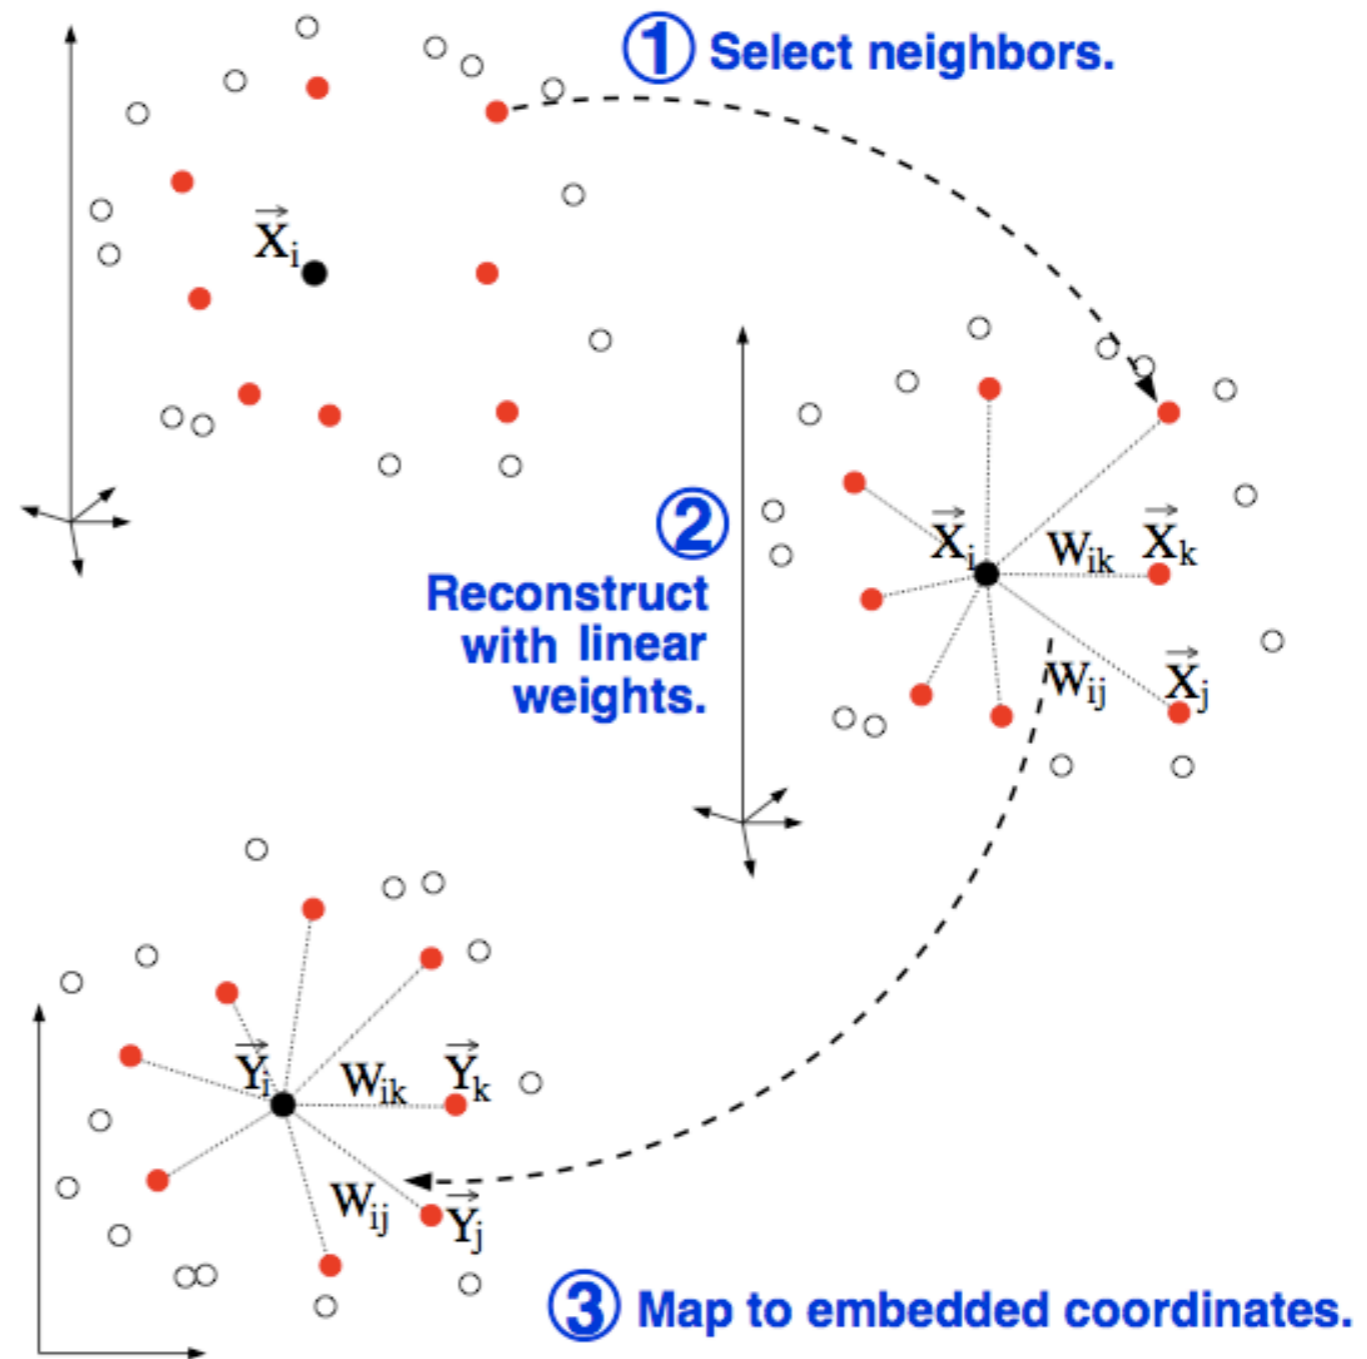 ① Select neighbors.
X⃗ᵢ
②
Reconstruct
with linear
weights.
X⃗ᵢ Wᵢₖ X⃗ₖ
Wᵢⱼ X⃗ⱼ
Y⃗ᵢ Wᵢₖ Y⃗ₖ
Wᵢⱼ Y⃗ⱼ
③ Map to embedded coordinates.